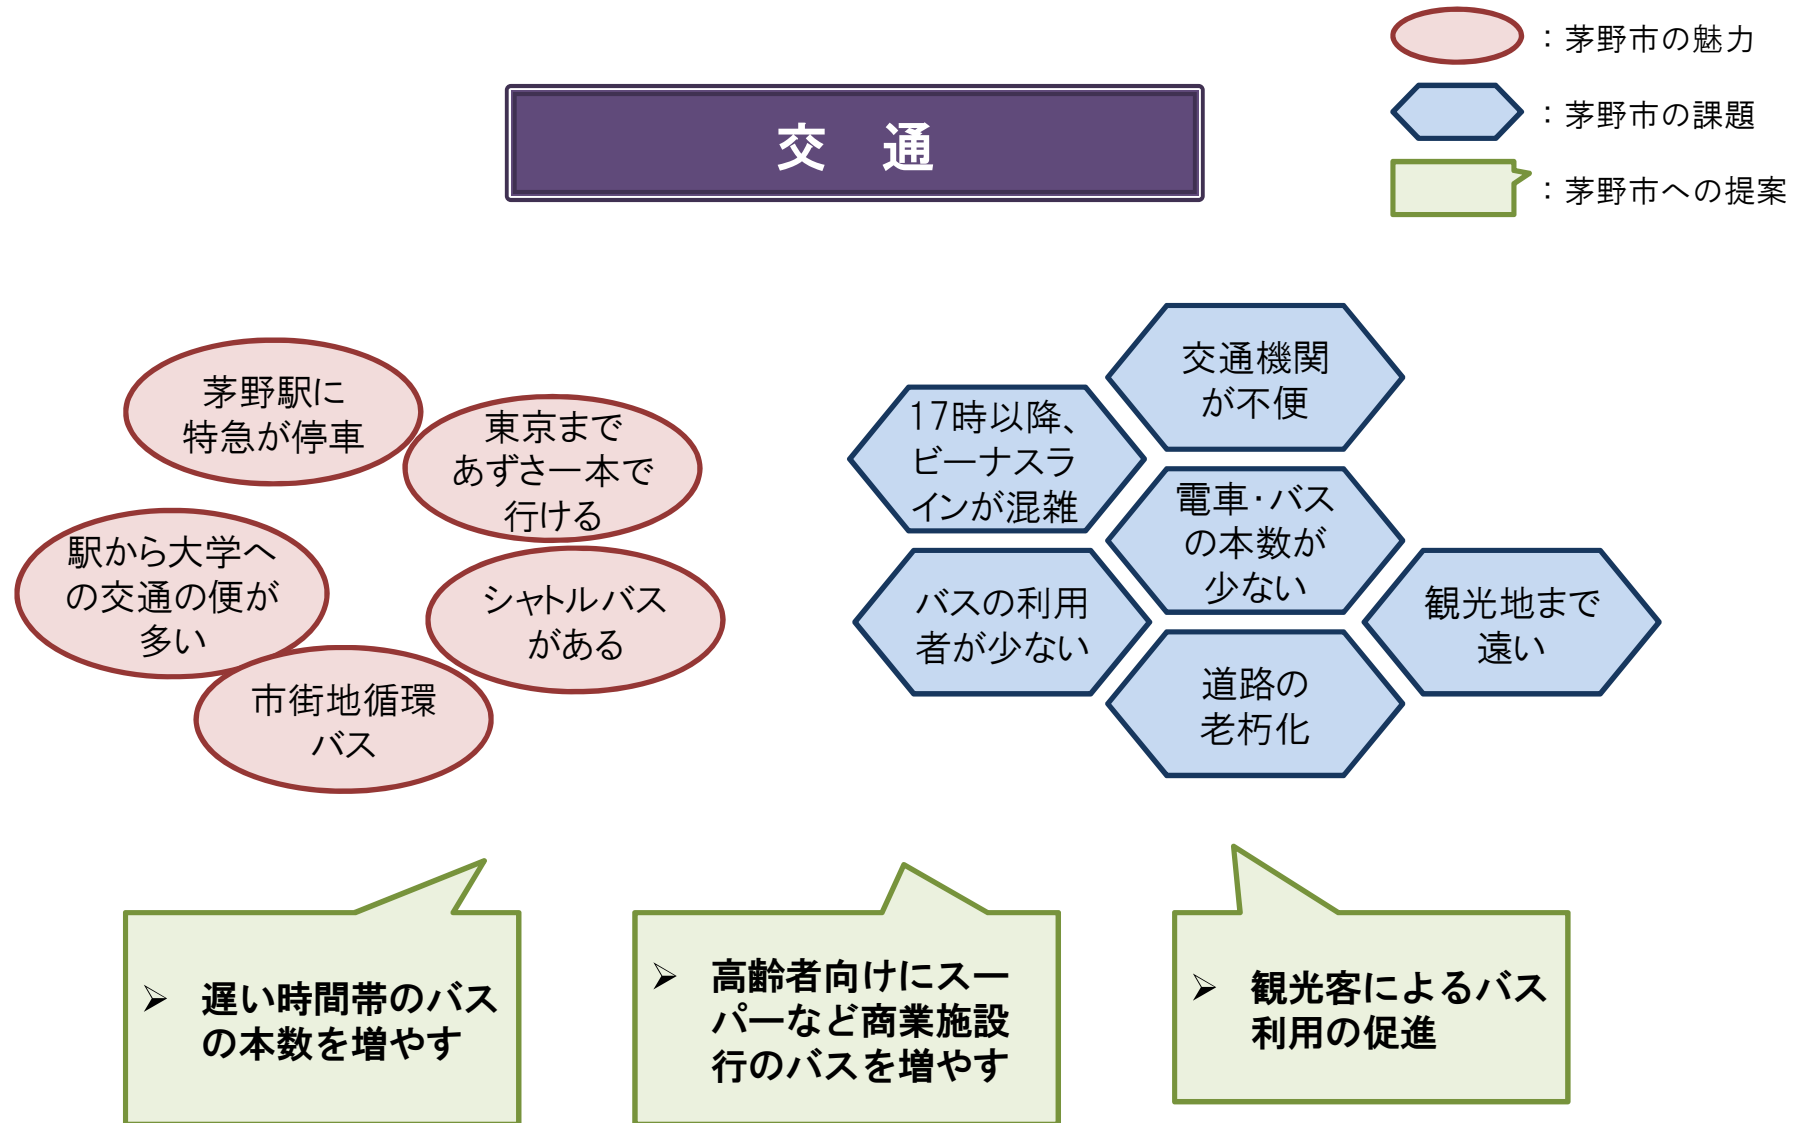 ：茅野市の魅力
：茅野市の課題
：茅野市への提案
交　通
茅野駅に
特急が停車
東京まで
あずさ一本で
行ける
駅から大学へ
の交通の便が
多い
シャトルバス
がある
市街地循環
バス
交通機関
が不便
17時以降、
ビーナスラ
インが混雑
電車・バス
の本数が
少ない
バスの利用
者が少ない
観光地まで
遠い
道路の
老朽化
➢ 遅い時間帯のバス
の本数を増やす
➢ 高齢者向けにスー
パーなど商業施設
行のバスを増やす
➢ 観光客によるバス
利用の促進